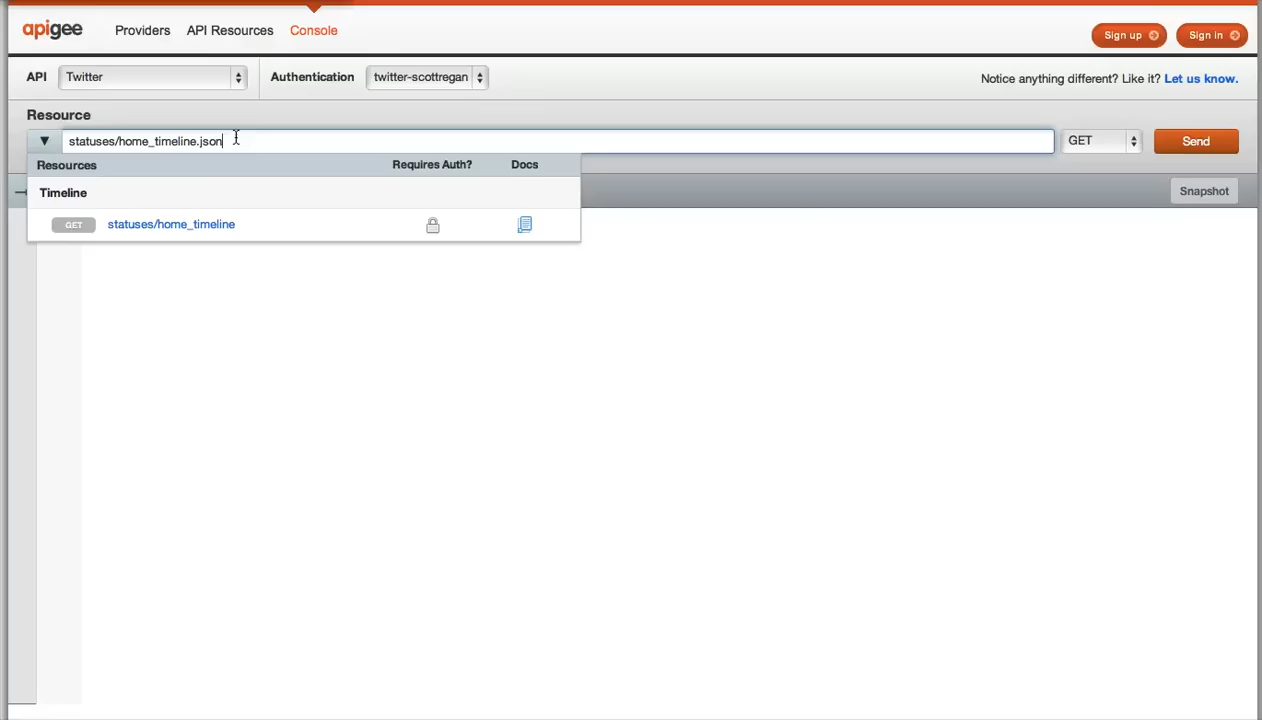 apigee Providers API Resources Console Sign up Sign in
API Twitter Authentication twitter-scottregan Notice anything different? Like it? Let us know.
Resource
statuses/home_timeline.json GET Send
Resources Requires Auth? Docs
Timeline
Snapshot
GET statuses/home_timeline